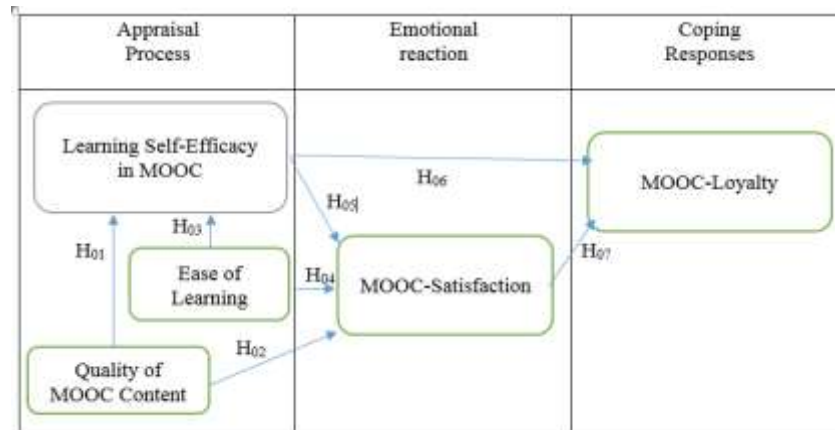 Appraisal
Process
Emotional
reaction
Coping
Responses
Learning Self-Efficacy
in MOOC
H06
MOOC-Loyalty
H05
H03
H01
Ease of
Learning
H04
MOOC-Satisfaction
H07
H02
Quality of
MOOC Content